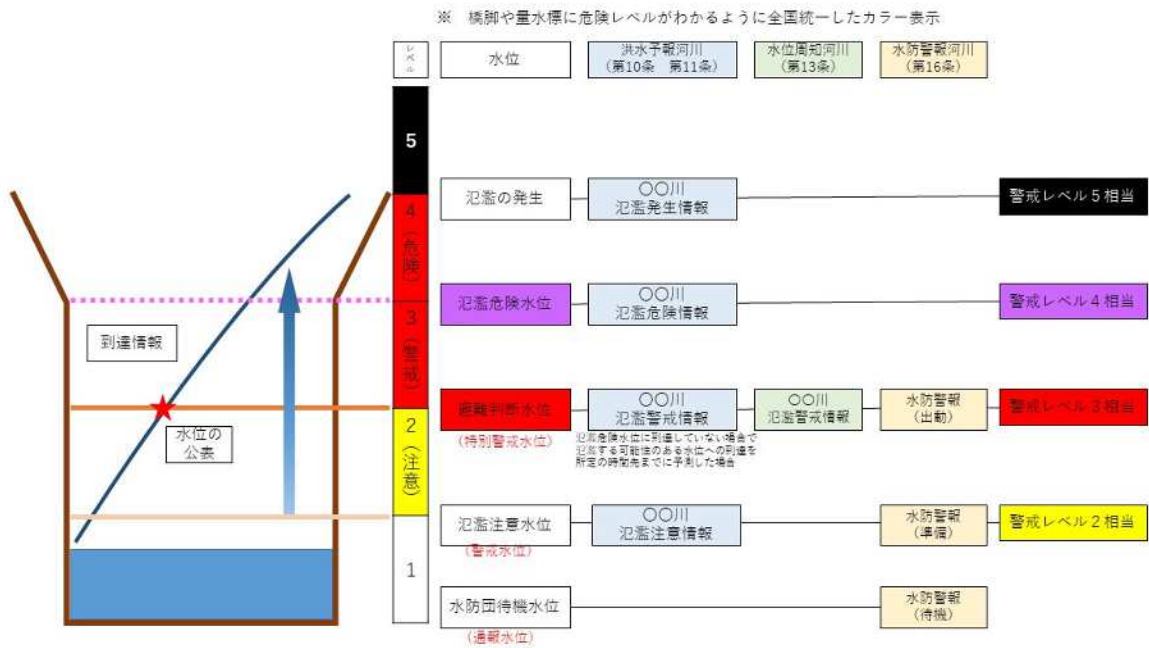 ※ 橋脚や量水標に危険レベルがわかるように全国統一したカラー表示
レベル
水位
洪水予報河川
(第10条 第11条)
水位周知河川
(第13条)
水防警報河川
(第16条)
5
4(危険)
3(警戒)
2(注意)
1
氾濫の発生
〇〇川
氾濫発生情報
警戒レベル5相当
氾濫危険水位
〇〇川
氾濫危険情報
警戒レベル4相当
避難判断水位
(特別警戒水位)
〇〇川
氾濫警戒情報
氾濫危険水位に到達していない場合で
氾濫する可能性のある水位への到達を
所定の時間先までに予測した場合
〇〇川
氾濫警戒情報
水防警報
(出動)
警戒レベル3相当
氾濫注意水位
(警戒水位)
〇〇川
氾濫注意情報
水防警報
(準備)
警戒レベル2相当
水防団待機水位
(通報水位)
水防警報
(待機)
到達情報
水位の
公表